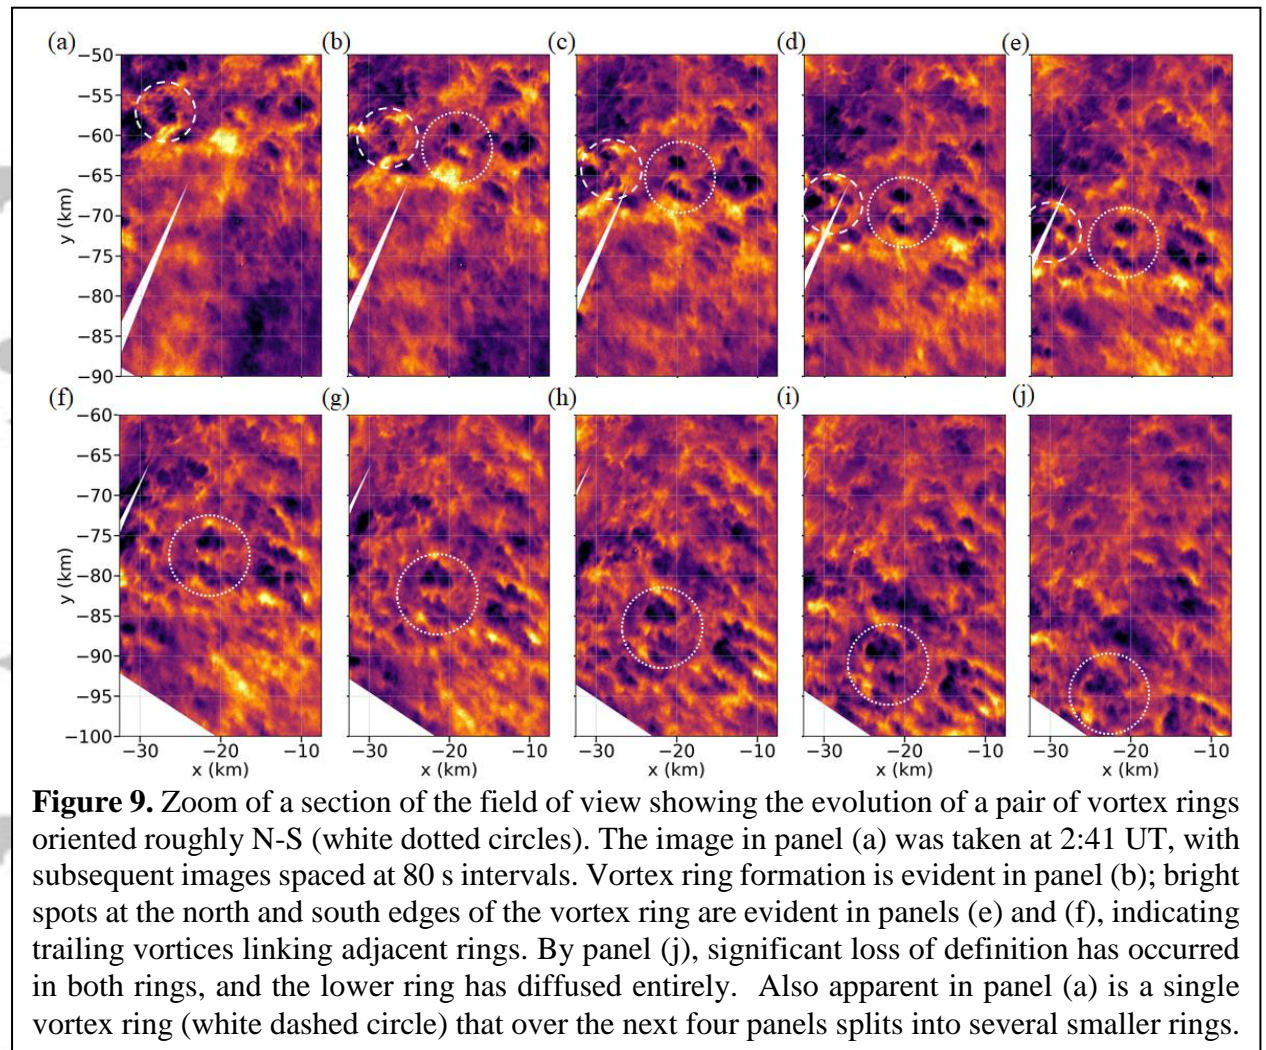 (a) (b) (c) (d) (e)
−50
−55
−60
−65
−70
−75
−80
−85
−90
y (km)
(f) (g) (h) (i) (j)
−60
−65
−70
−75
−80
−85
−90
−95
−100
y (km)
−30 −20 −10 −30 −20 −10 −30 −20 −10 −30 −20 −10 −30 −20 −10
x (km) x (km) x (km) x (km) x (km)
Figure 9. Zoom of a section of the field of view showing the evolution of a pair of vortex rings
oriented roughly N-S (white dotted circles). The image in panel (a) was taken at 2:41 UT, with
subsequent images spaced at 80 s intervals. Vortex ring formation is evident in panel (b); bright
spots at the north and south edges of the vortex ring are evident in panels (e) and (f), indicating
trailing vortices linking adjacent rings. By panel (j), significant loss of definition has occurred
in both rings, and the lower ring has diffused entirely. Also apparent in panel (a) is a single
vortex ring (white dashed circle) that over the next four panels splits into several smaller rings.